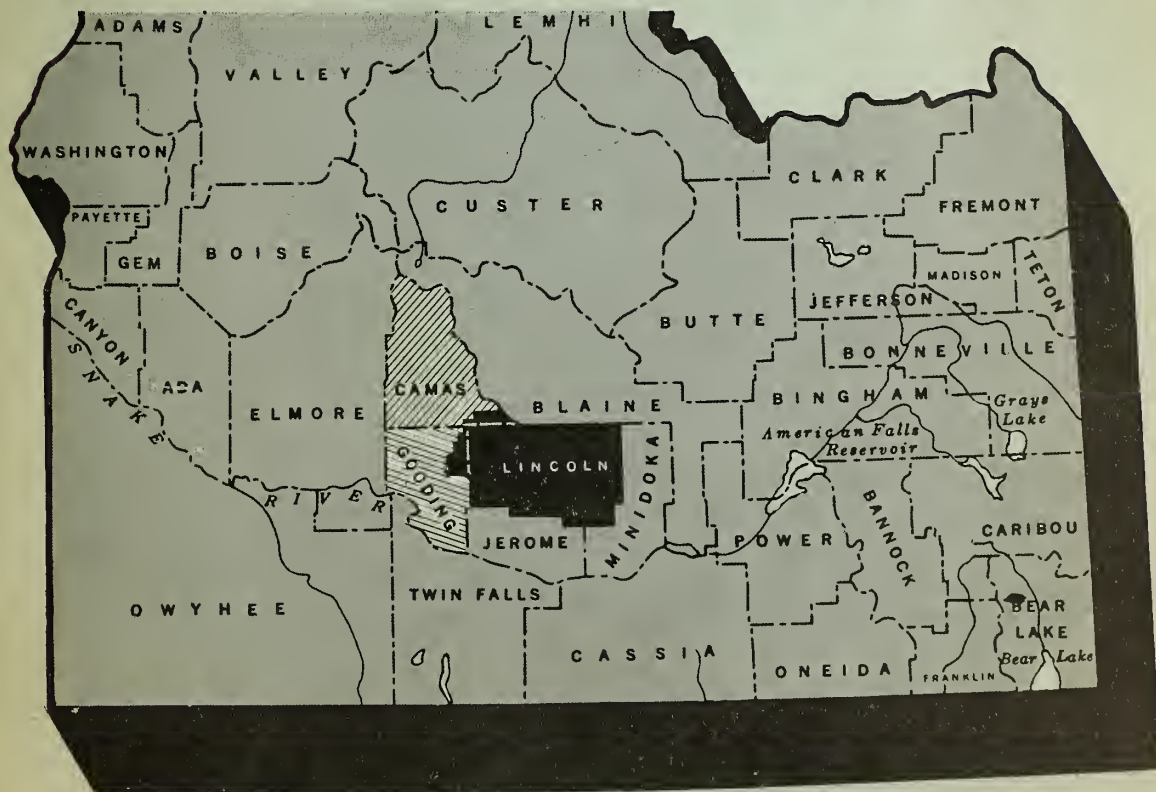 ADAMS
LEMHI
VALLEY
WASHINGTON
CLARK
PAYETTE
CUSTER
FREMONT
BOISE
GEM
MADISON
TETON
CANYON
JEFFERSON
BUTTE
BONNEVILLE
SNAKE
ADA
CAMAS
ELMORE
BLAINE
BINGHAM
Grays
Lake
American Falls
Reservoir
GOODING
LINCOLN
MINIDOKA
RIVER
BANNOCK
JEROME
POWER
CARIBOU
OWYHEE
TWIN FALLS
BEAR
LAKE
CASSIA
Bear Lake
ONEIDA
FRANKLIN